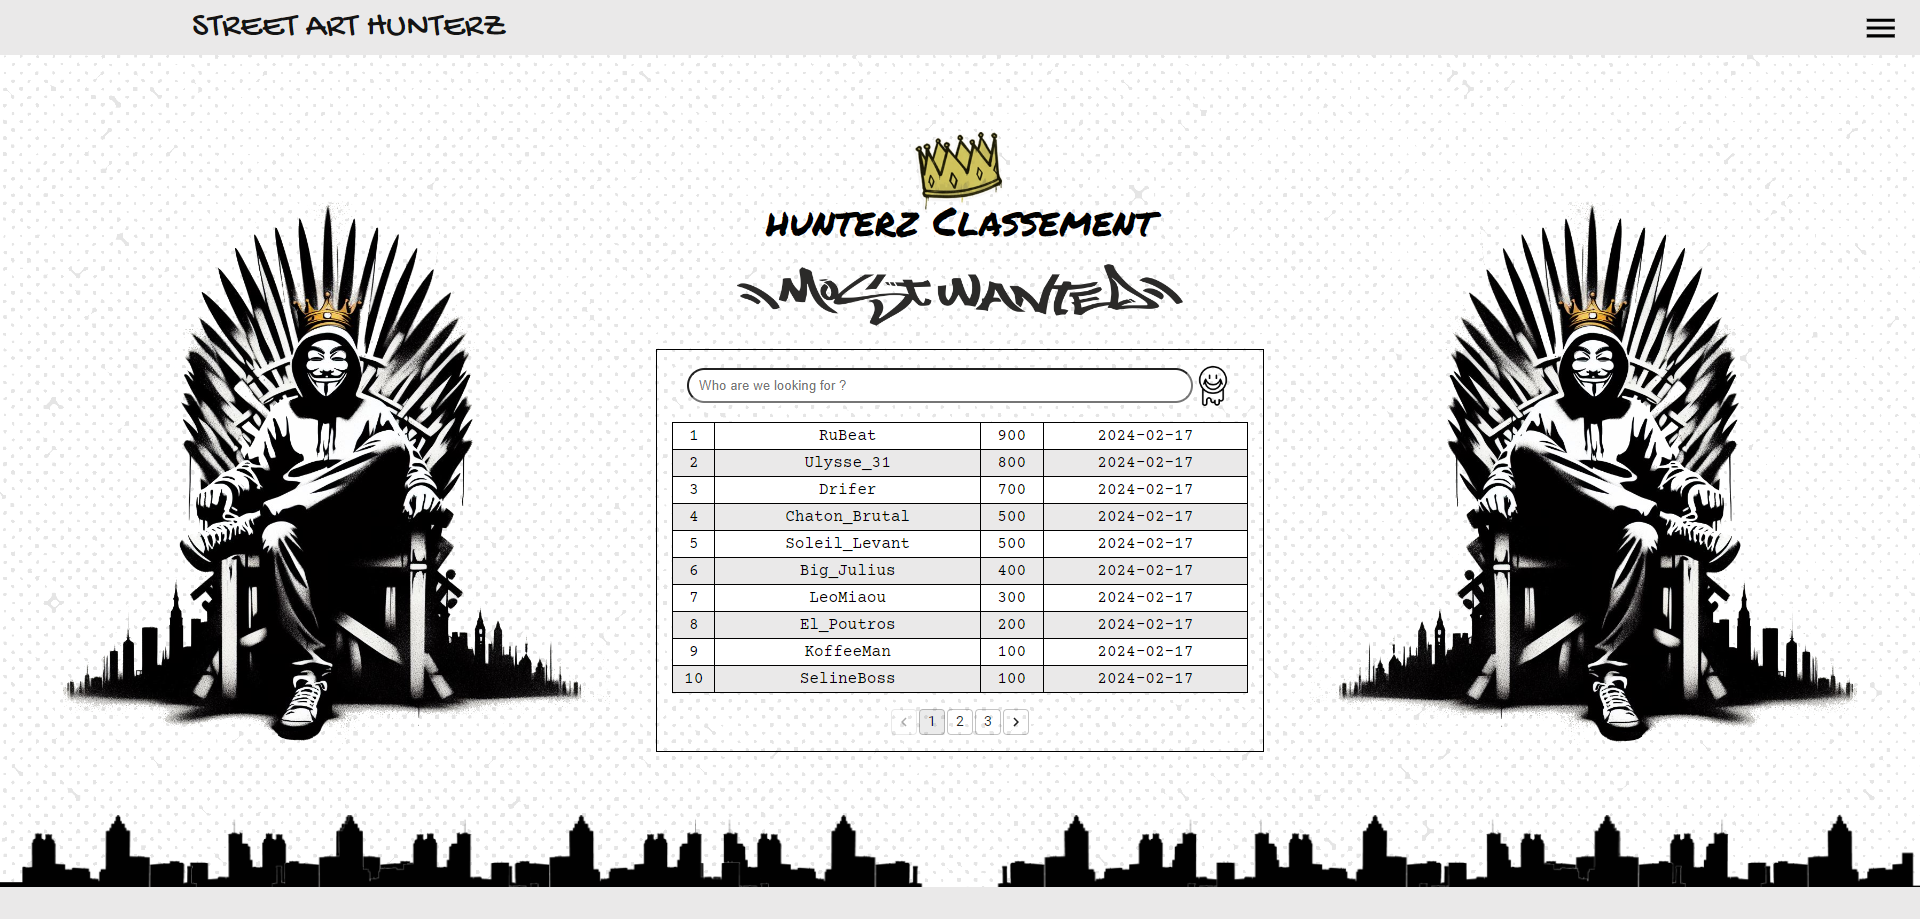 STREET ART HUNTERZ
HUNTERZ CLASSEMENT
MOST WANTED
Who are we looking for ?
1 RuBeat 900 2024-02-17
2 Ulysse_31 800 2024-02-17
3 Drifer 700 2024-02-17
4 Chaton_Brutal 500 2024-02-17
5 Soleil_Levant 500 2024-02-17
6 Big_Julius 400 2024-02-17
7 LeoMiaou 300 2024-02-17
8 El_Poutros 200 2024-02-17
9 KoffeeMan 100 2024-02-17
10 SelineBoss 100 2024-02-17
1 2 3